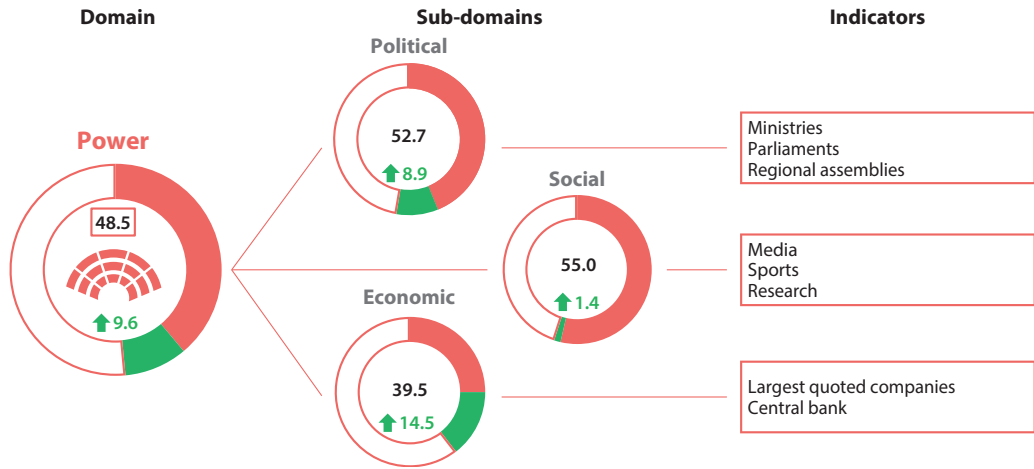 Domain
Sub-domains
Indicators
Political
52.7
8.9
Ministries
Parliaments
Regional assemblies
Power
48.5
9.6
Social
55.0
1.4
Media
Sports
Research
Economic
39.5
14.5
Largest quoted companies
Central bank